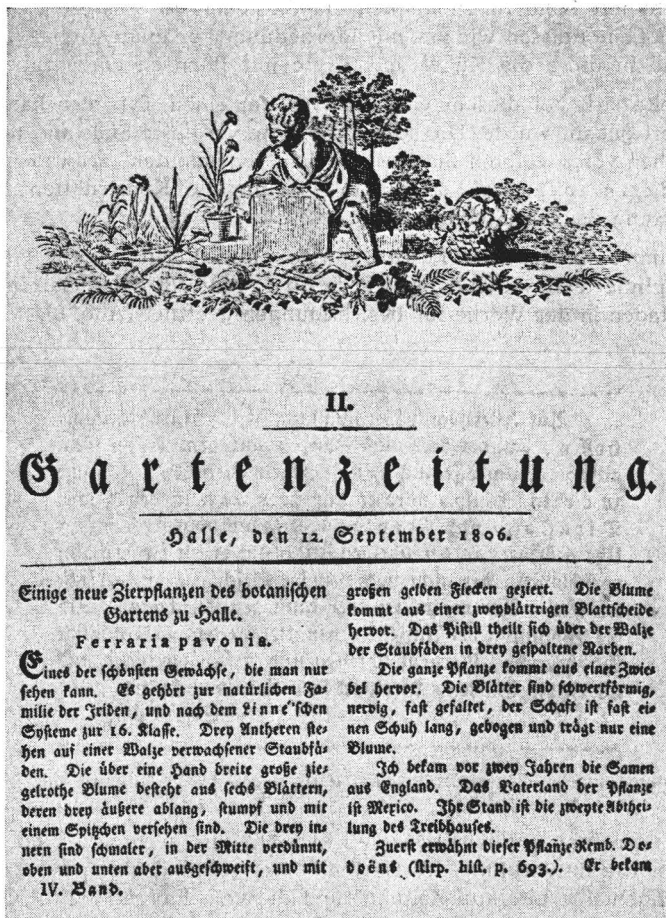 II.
Gartenzeitung.
Halle, den 12. September 1806.
Einige neue Zierpflanzen des botanischen
Gartens zu Halle.
Ferraria pavonia.
Eines der schönsten Gewächse, die man nur
sehen kann. Es gehört zur natürlichen Fa-
milie der Iriden, und nach dem Linne'schen
Systeme zur 16. Klasse. Drey Antheren ste-
hen auf einer Walze verwachsener Staubfä-
den. Die über eine Hand breite große zie-
gelrothe Blume besteht aus sechs Blättern,
deren drey äußere ablang, stumpf und mit
einem Spitzchen versehen sind. Die drey in-
nern sind schmaler, in der Mitte verdünnt,
oben und unten aber ausgeschweift, und mit
IV. Band.
großen gelben Flecken geziert. Die Blume
kommt aus einer zweyblättrigen Blattscheide
hervor. Das Pistill theilt sich über der Walze
der Staubfäden in drey gespaltene Narben.
Die ganze Pflanze kommt aus einer Zwie-
bel hervor. Die Blätter sind schwertförmig,
nervig, fast gefaltet, der Schaft ist fast ei-
nen Schuh lang, gebogen und trägt nur eine
Blume.
Ich bekam vor zwey Jahren die Samen
aus England. Das Vaterland der Pflanze
ist Mexico. Ihr Stand ist die zweyte Abthei-
lung des Treibhauses.
Zuerst erwähnt dieser Pflanze Remb. Do-
doëns (stirp. hist. p. 693.). Er bekam